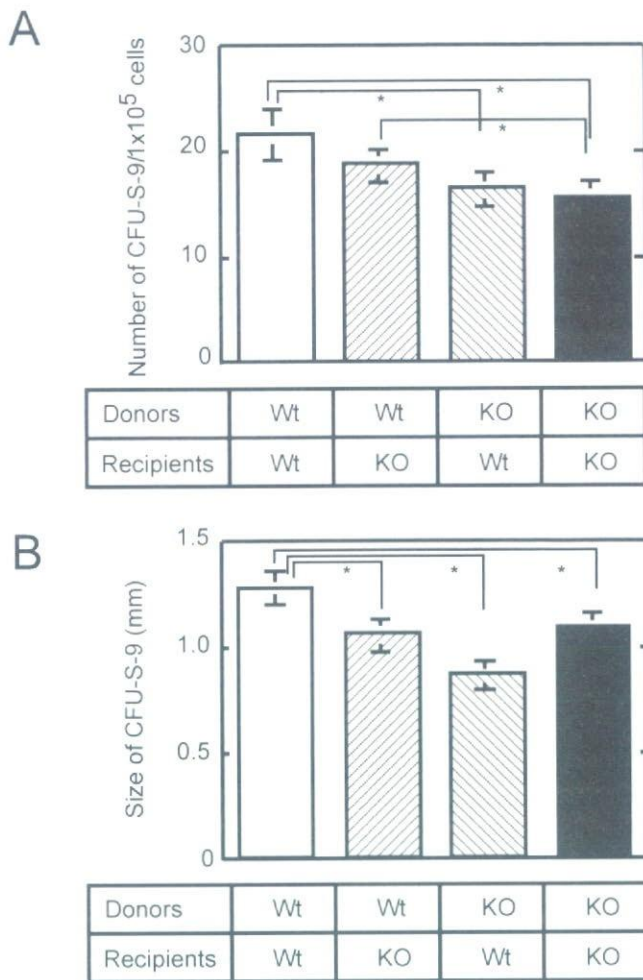 A
Number of CFU-S-9/1x10⁵ cells
30
20
10
0
*
*
*
Donors Wt Wt KO KO
Recipients Wt KO Wt KO
B
Size of CFU-S-9 (mm)
1.5
1.0
0.5
0
* * *
Donors Wt Wt KO KO
Recipients Wt KO Wt KO